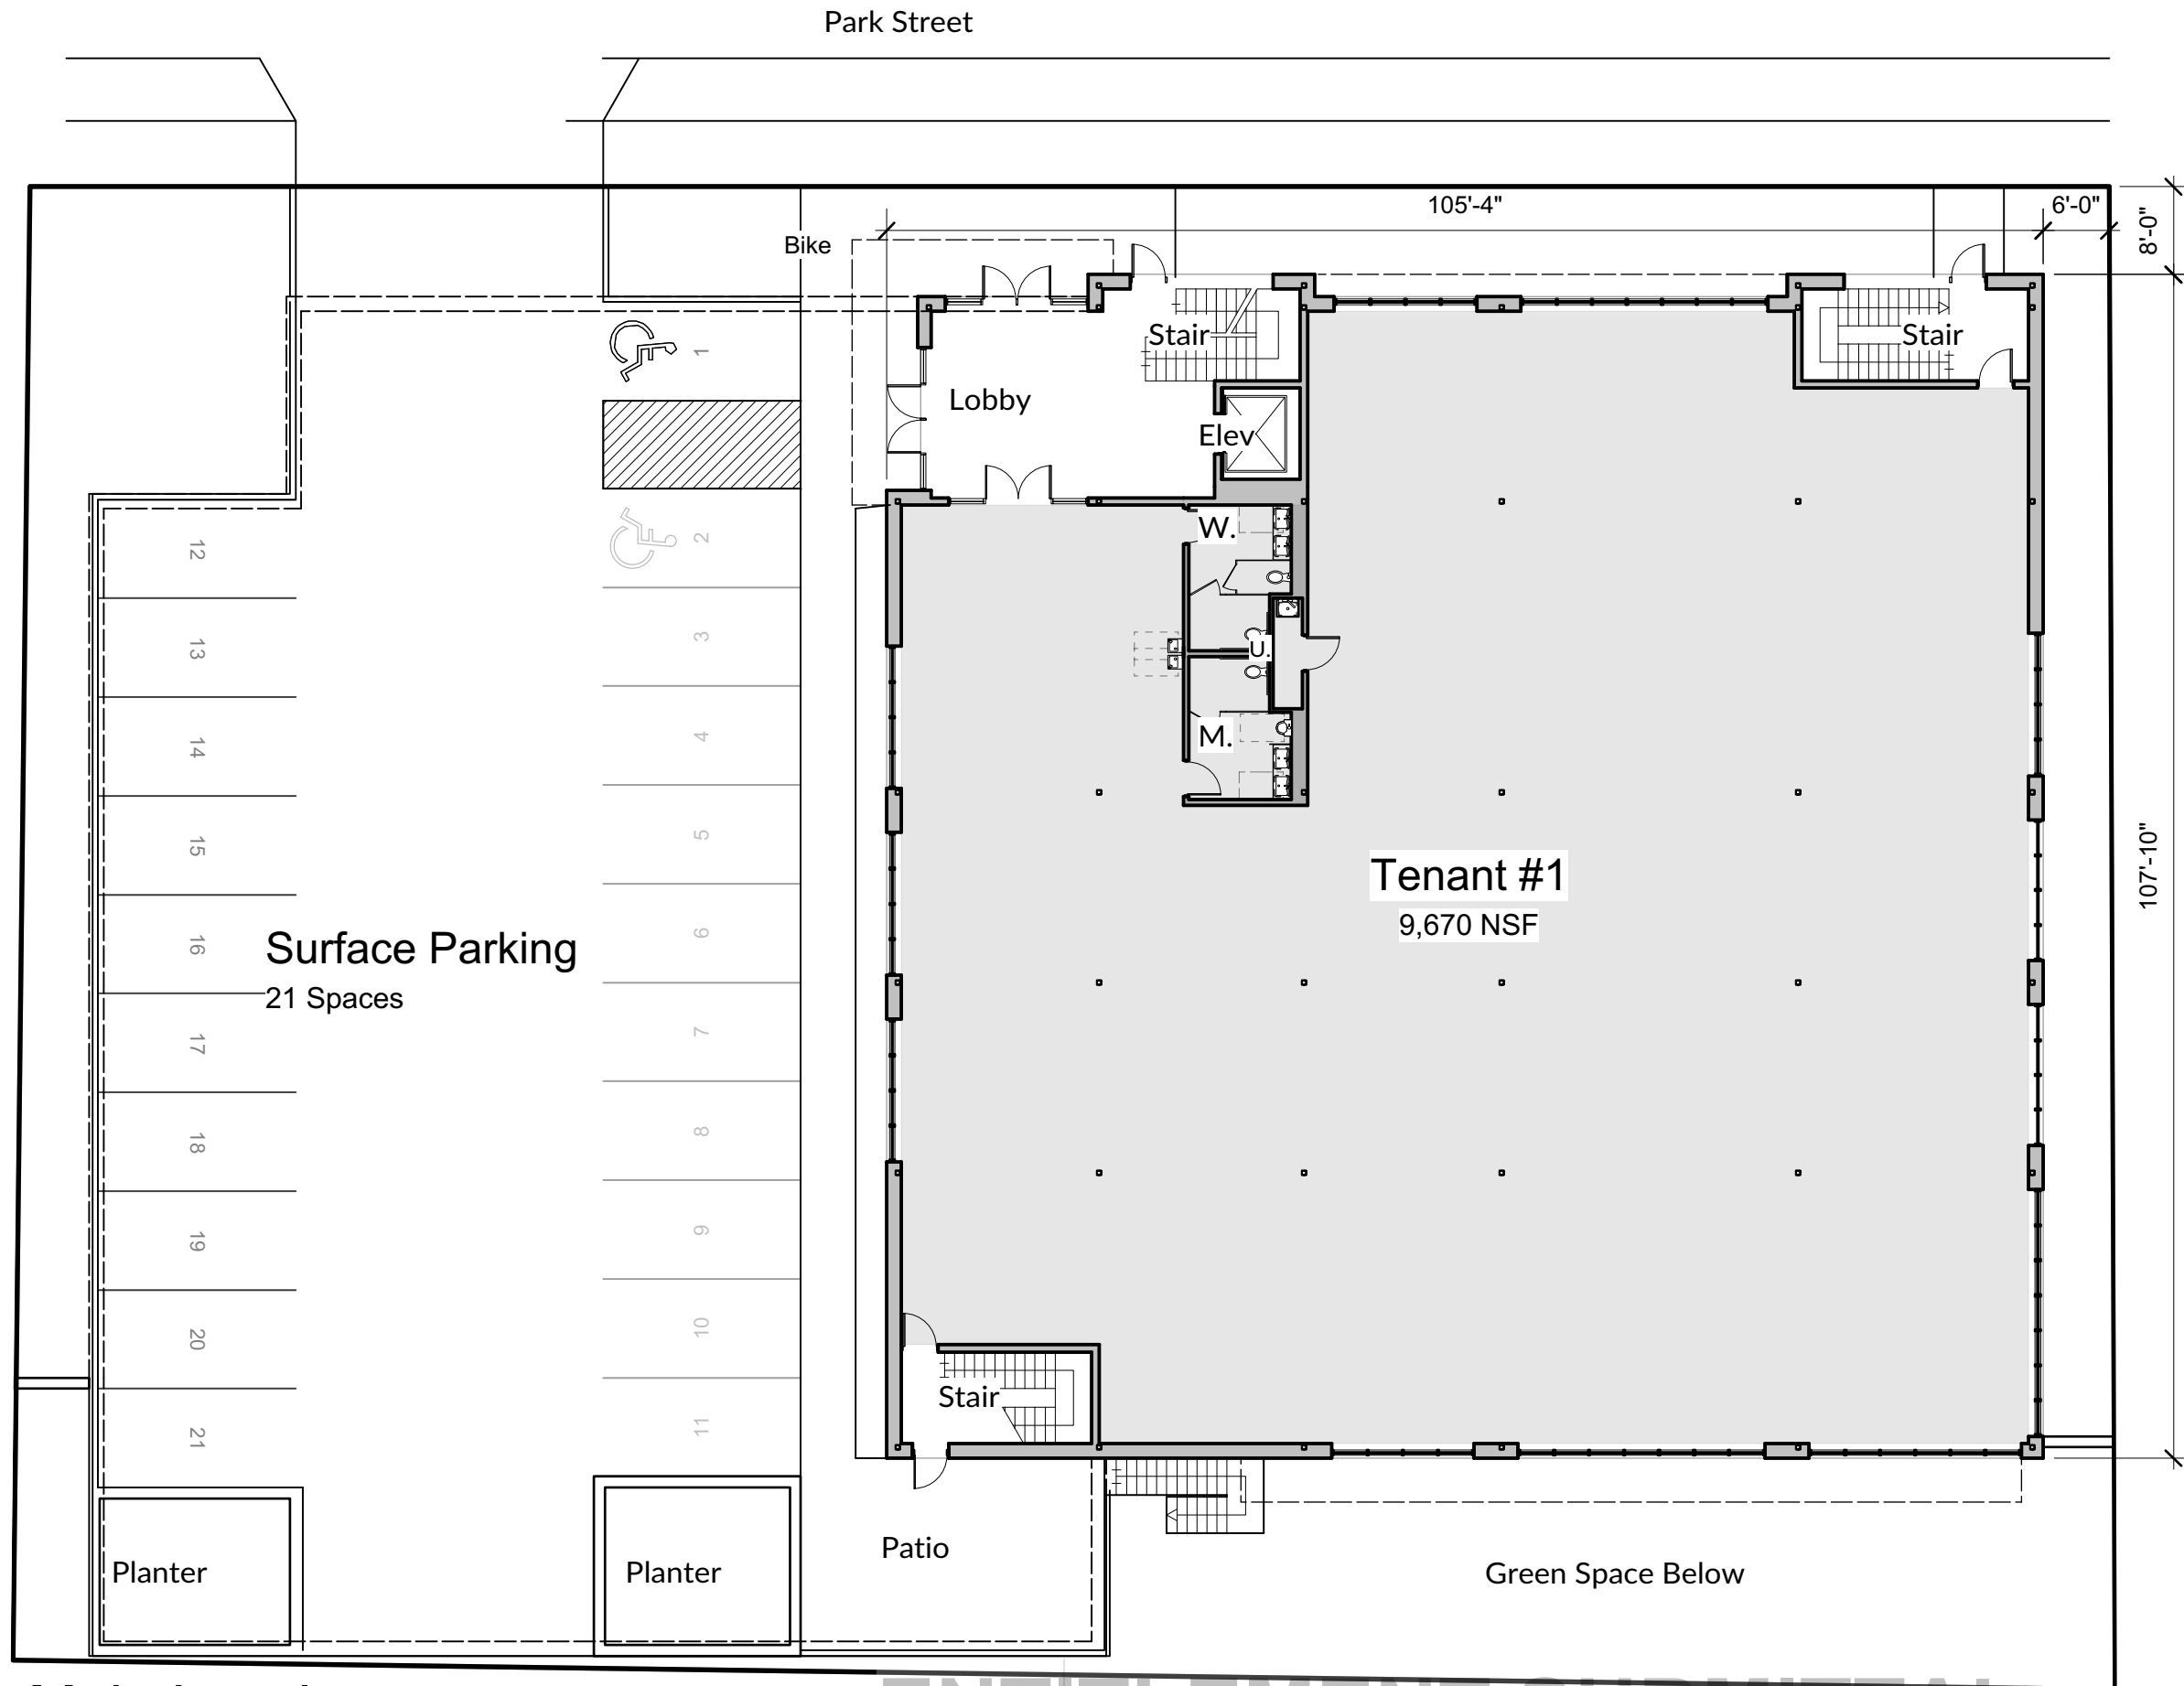 Park Street
105'-4"
6'-0"
8'-0"
Bike
Stair
Stair
1
Lobby
Elev
W.
2
12
3
13
U.
M.
4
14
5
15
Tenant #1
9,670 NSF
107'-10"
6
16
Surface Parking
21 Spaces
7
17
8
18
9
19
10
20
Stair
11
21
Patio
Planter
Planter
Green Space Below